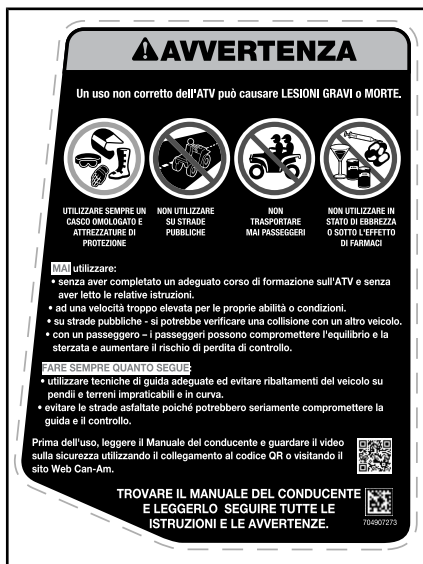 AVVERTENZA
Un uso non corretto dell'ATV può causare LESIONI GRAVI o MORTE.
UTILIZZARE SEMPRE UN
CASCO OMOLOGATO E
ATTREZZATURE DI
PROTEZIONE
NON UTILIZZARE
SU STRADE
PUBBLICHE
NON
TRASPORTARE
MAI PASSEGGERI
NON UTILIZZARE IN
STATO DI EBBREZZA
O SOTTO L'EFFETTO
DI FARMACI
MAI utilizzare:
• senza aver completato un adeguato corso di formazione sull'ATV e senza
aver letto le relative istruzioni.
• ad una velocità troppo elevata per le proprie abilità o condizioni.
• su strade pubbliche - si potrebbe verificare una collisione con un altro veicolo.
• con un passeggero – i passeggeri possono compromettere l'equilibrio e la
sterzata e aumentare il rischio di perdita di controllo.
FARE SEMPRE QUANTO SEGUE:
• utilizzare tecniche di guida adeguate ed evitare ribaltamenti del veicolo su
pendii e terreni impraticabili e in curva.
• evitare le strade asfaltate poiché potrebbero seriamente compromettere la
guida e il controllo.
Prima dell'uso, leggere il Manuale del conducente e guardare il video
sulla sicurezza utilizzando il collegamento al codice QR o visitando il
sito Web Can-Am.
TROVARE IL MANUALE DEL CONDUCENTE
E LEGGERLO SEGUIRE TUTTE LE
ISTRUZIONI E LE AVVERTENZE.
704907273